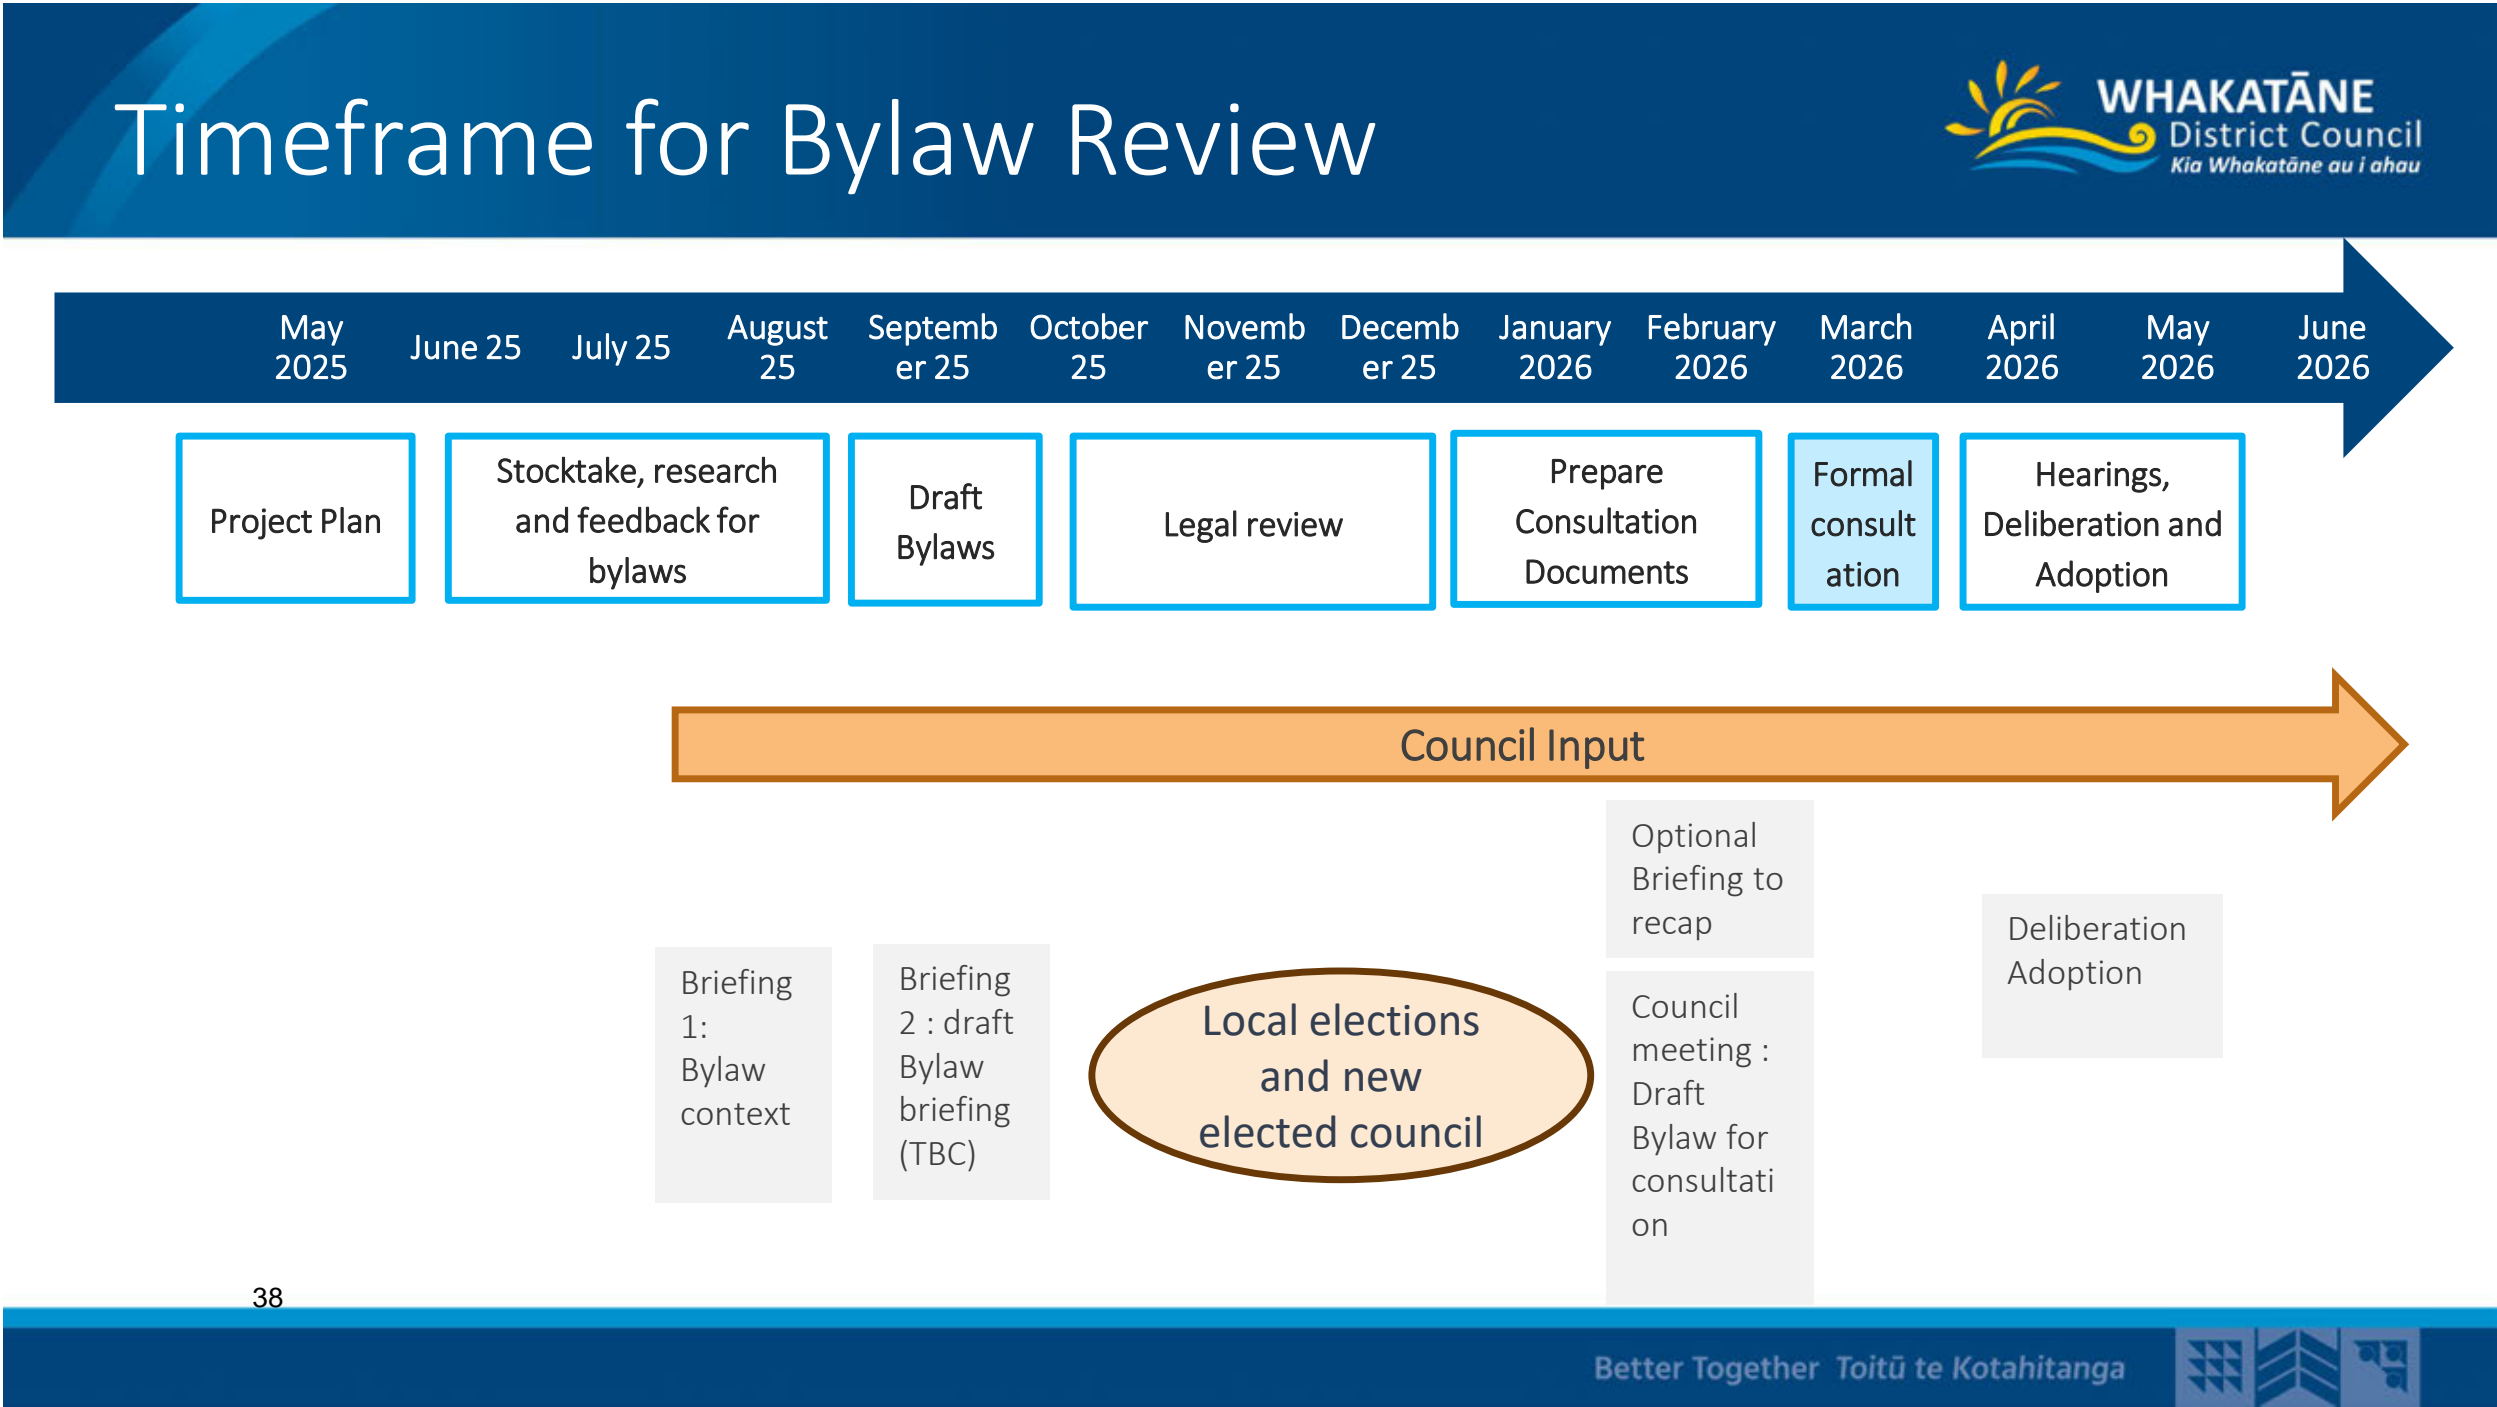 Timeframe for Bylaw Review
WHAKATĀNE
District Council
Kia Whakatāne au i ahau
May
2025
June 25
July 25
August
25
Septemb
er 25
October
25
Novemb
er 25
Decemb
er 25
January
2026
February
2026
March
2026
April
2026
May
2026
June
2026
Project Plan
Stocktake, research
and feedback for
bylaws
Draft
Bylaws
Legal review
Prepare
Consultation
Documents
Formal
consult
ation
Hearings,
Deliberation and
Adoption
Council Input
Briefing
1:
Bylaw
context
Briefing
2 : draft
Bylaw
briefing
(TBC)
Local elections
and new
elected council
Optional
Briefing to
recap
Council
meeting :
Draft
Bylaw for
consultati
on
Deliberation
Adoption
38
Better Together Toitū te Kotahitanga